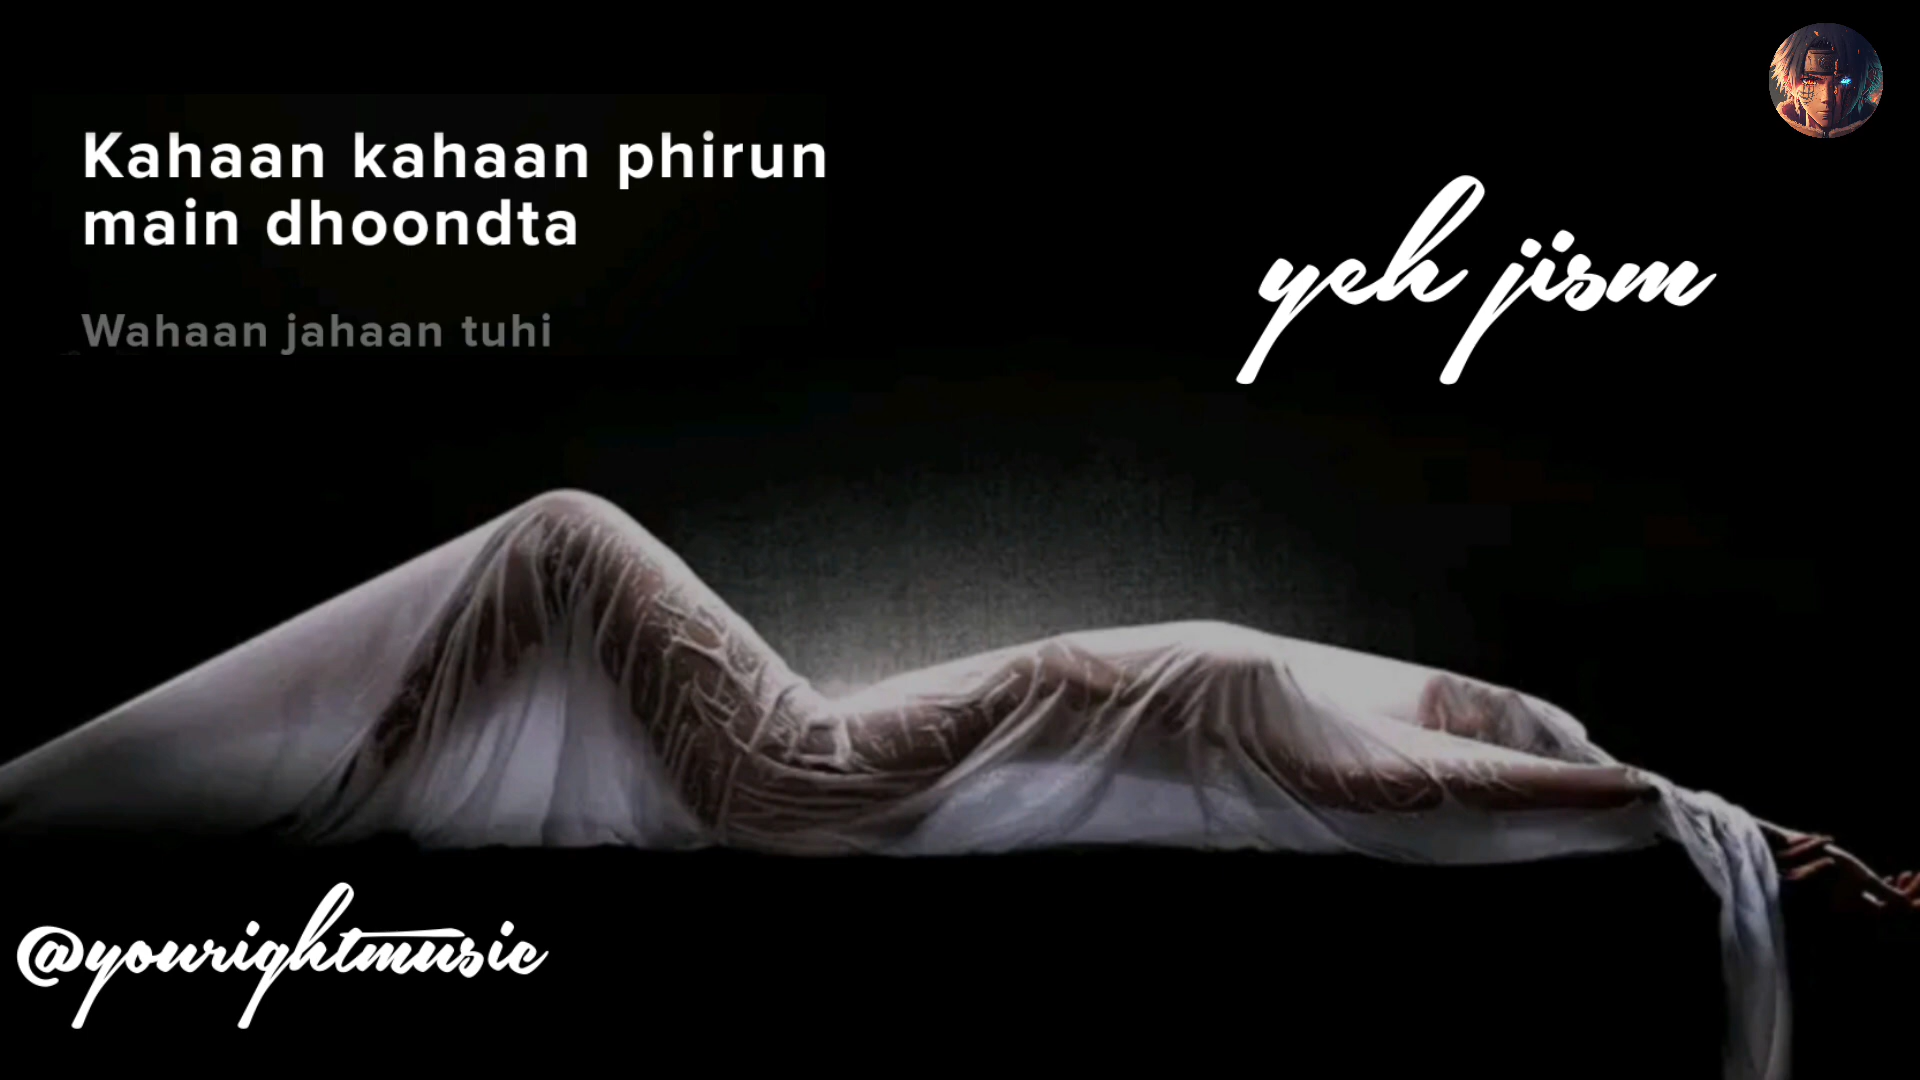 Kahaan kahaan phirun
main dhoondta
Wahaan jahaan tuhi
yeh jism
@yourightmusic